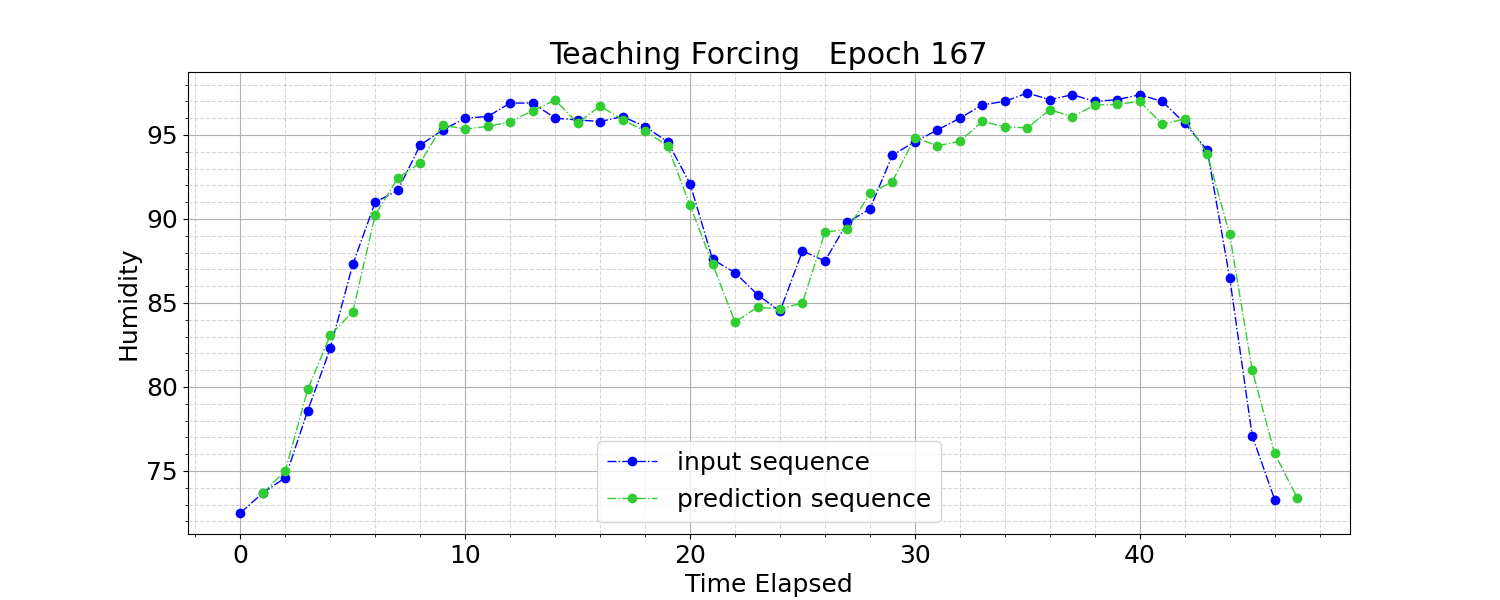 Teaching Forcing   Epoch 167
Humidity
95
90
85
80
75
input sequence
prediction sequence
0 10 20 30 40
Time Elapsed